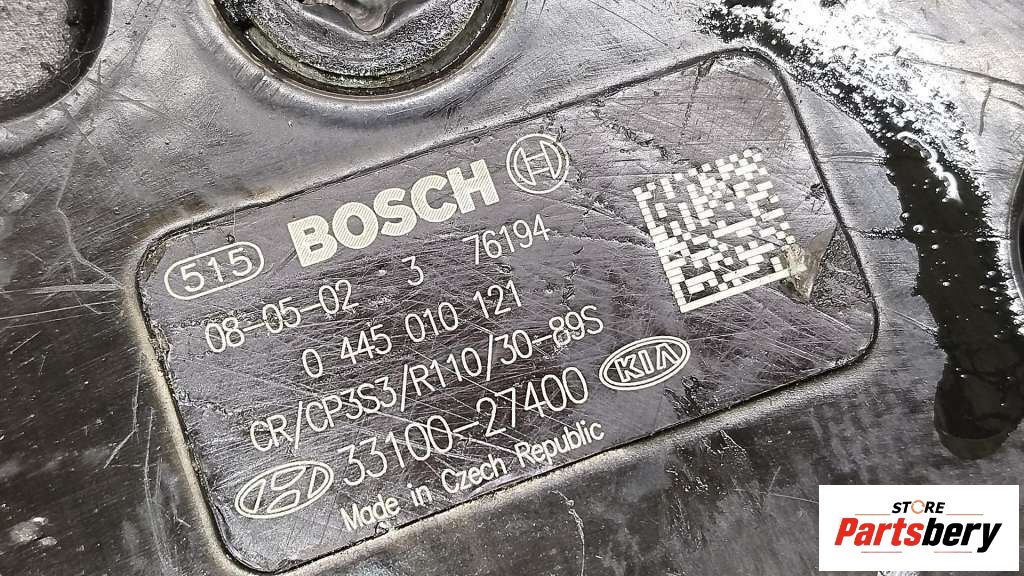 BOSCH
515
08-05-02 3 76194
0 445 010 121
CR/CP3S3/R110/30-89S
33100-27400 KIA
Made in Czech Republic
STORE
Partsbery